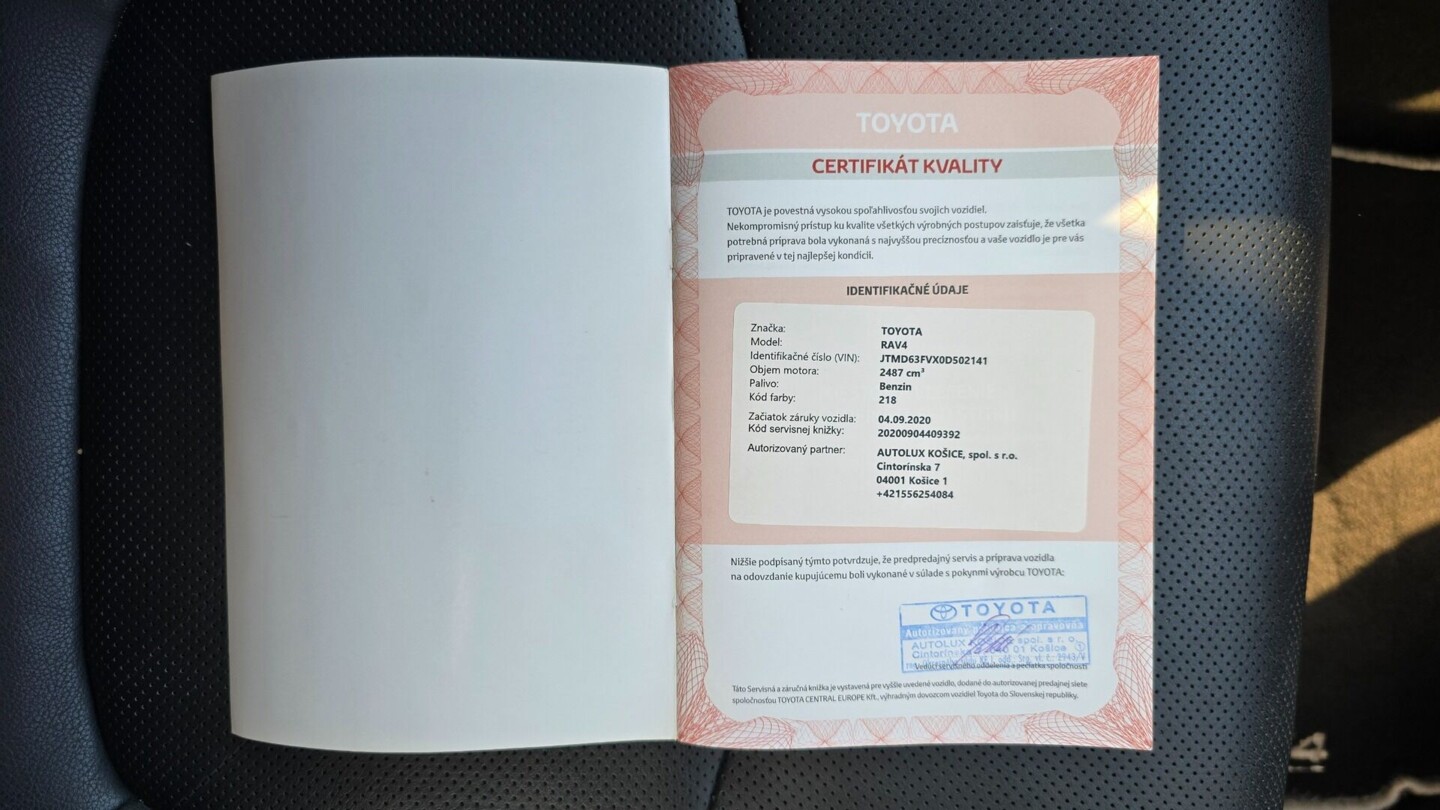 TOYOTA
CERTIFIKÁT KVALITY
TOYOTA je povestná vysokou spoľahlivosťou svojich vozidiel.
Nekompromisný prístup ku kvalite všetkých výrobných postupov zaisťuje, že všetka
potrebná príprava bola vykonaná s najvyššou precíznosťou a vaše vozidlo je pre vás
pripravené v tej najlepšej kondícii.
IDENTIFIKAČNÉ ÚDAJE
Značka: TOYOTA
Model: RAV4
Identifikačné číslo (VIN): JTMD63FVX0D502141
Objem motora: 2487 cm³
Palivo: Benzin
Kód farby: 218
Začiatok záruky vozidla: 04.09.2020
Kód servisnej knižky: 20200904409392
Autorizovaný partner: AUTOLUX KOŠICE, spol. s r.o.
Cintorínska 7
04001 Košice 1
+421556254084
Nižšie podpísaný týmto potvrdzuje, že predpredajný servis a príprava vozidla
na odovzdanie kupujúcemu boli vykonané v súlade s pokynmi výrobcu TOYOTA:
TOYOTA
Autorizovaný opravovňa
AUTOLUX spol. s r. o.
01 Košice
Vedúci servisného oddelenia a pečiatka spoločnosti
Táto Servisná a záručná knižka je vystavená pre vyššie uvedené vozidlo, dodané do autorizovanej predajnej siete
spoločnosťou TOYOTA CENTRAL EUROPE Kft., výhradným dovozcom vozidiel Toyota do Slovenskej republiky.
4